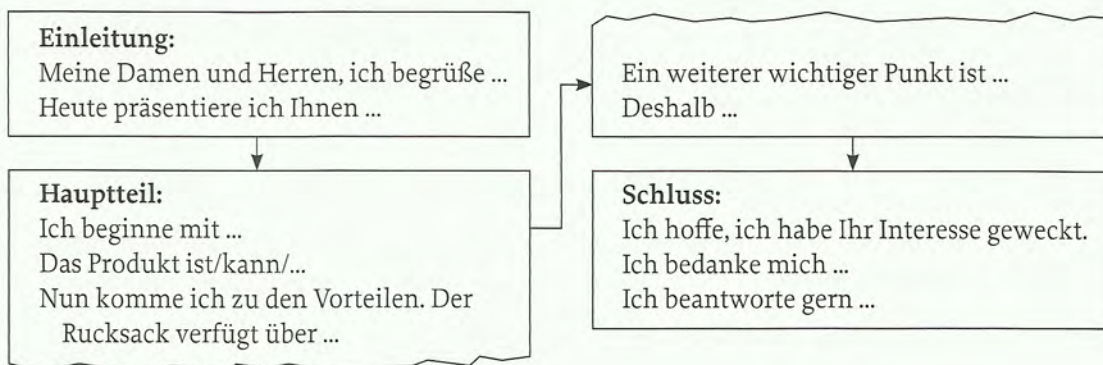 Einleitung:
Meine Damen und Herren, ich begrüße ...
Heute präsentiere ich Ihnen ...
Hauptteil:
Ich beginne mit ...
Das Produkt ist/kann/...
Nun komme ich zu den Vorteilen. Der
Rucksack verfügt über ...
Ein weiterer wichtiger Punkt ist ...
Deshalb ...
Schluss:
Ich hoffe, ich habe Ihr Interesse geweckt.
Ich bedanke mich ...
Ich beantworte gern ...